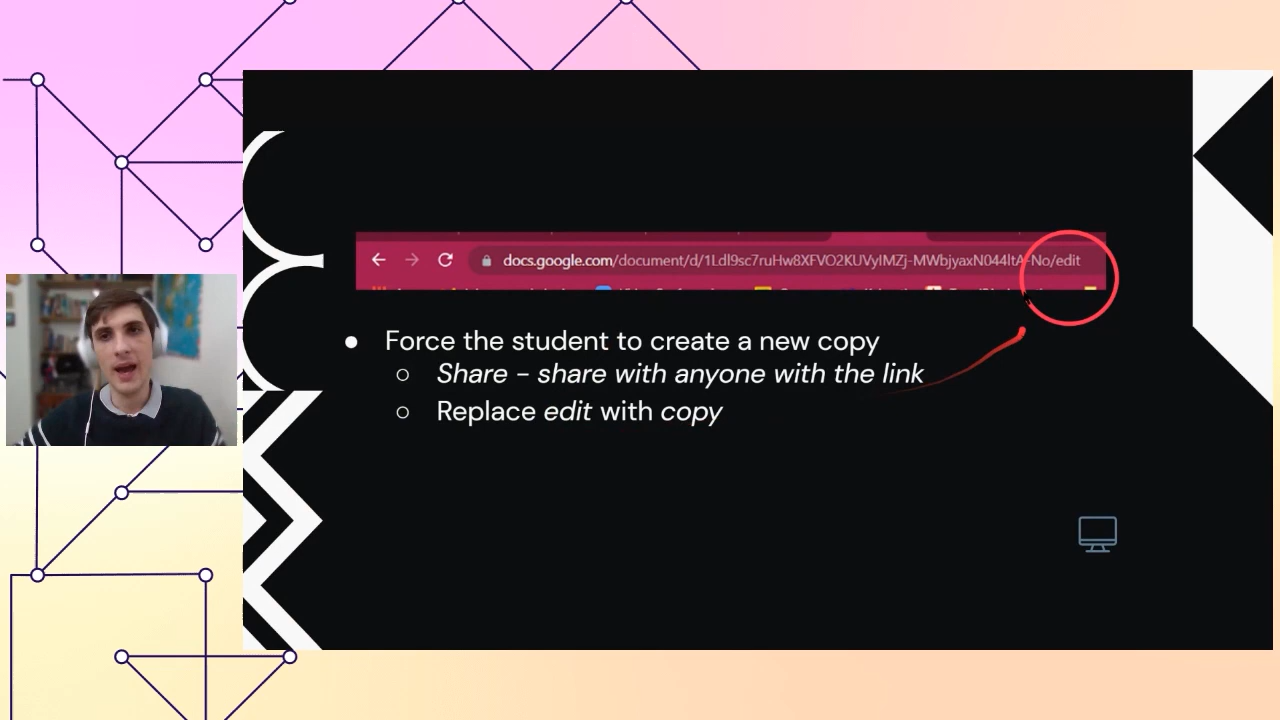 docs.google.com/document/d/1Ldl9sc7ruHw8XFVO2KUVyIMZj-MWbjyaxN044ltA-No/edit
● Force the student to create a new copy
○ Share – share with anyone with the link
○ Replace edit with copy